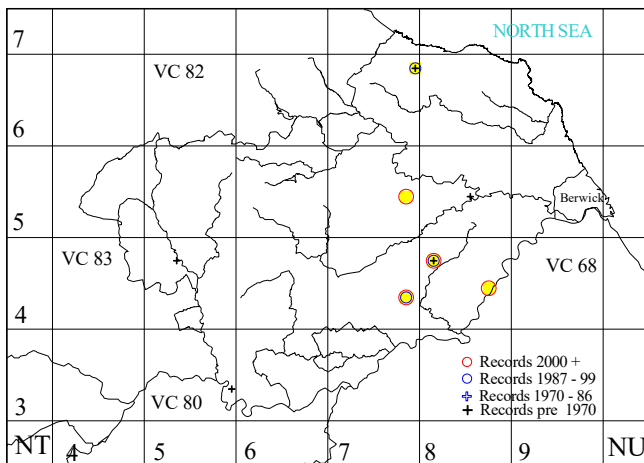 NORTH SEA
7
VC 82
6
Berwick
5
VC 83
VC 68
4
Records 2000 +
Records 1987 - 99
Records 1970 - 86
Records pre 1970
VC 80
3
NT 4 5 6 7 8 9 NU